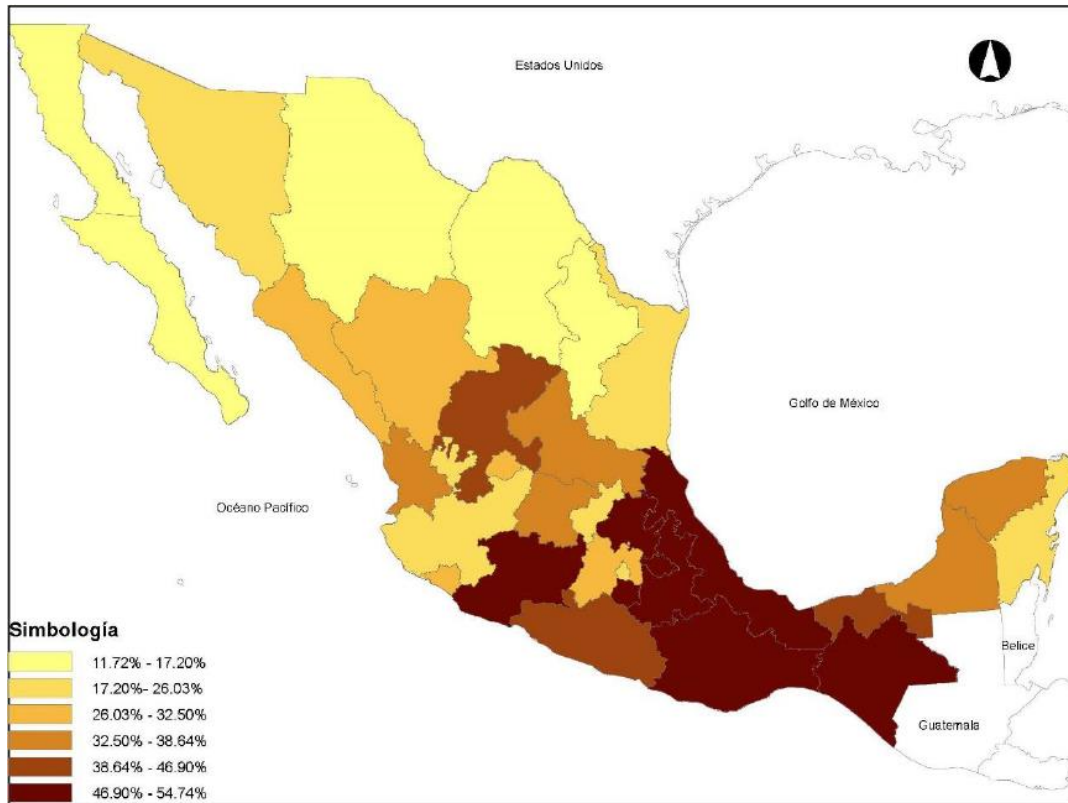 Estados Unidos
Golfo de México
Océano Pacífico
Belice
Guatemala
Simbología
11.72% - 17.20%
17.20%- 26.03%
26.03% - 32.50%
32.50% - 38.64%
38.64% - 46.90%
46.90% - 54.74%